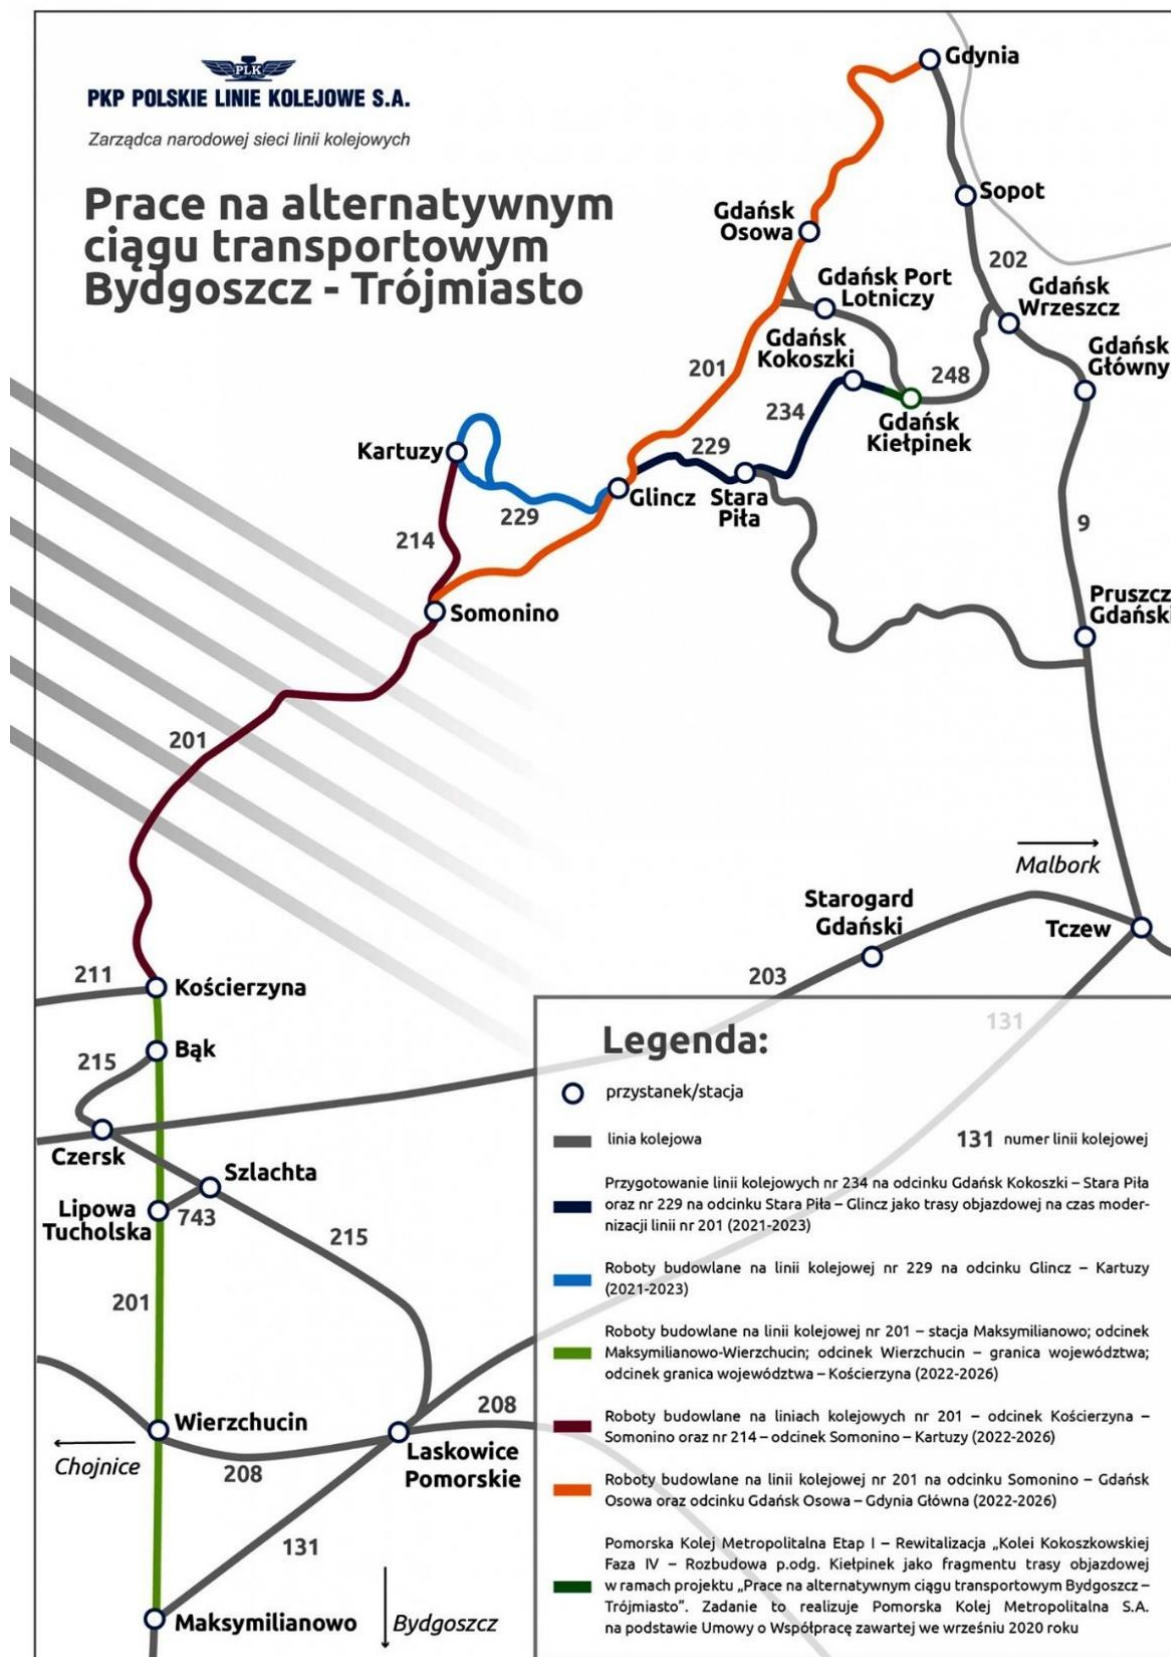 PLK
PKP POLSKIE LINIE KOLEJOWE S.A.
Zarządca narodowej sieci linii kolejowych
Prace na alternatywnym
ciągu transportowym
Bydgoszcz - Trójmiasto
Gdynia
Sopot
Gdańsk
Osowa
202
Gdańsk Port
Lotniczy
Gdańsk
Wrzeszcz
Gdańsk
Kokoszki
Gdańsk
Główny
201
248
234
Gdańsk
Kiełpinek
Kartuzy
229
Glincz
Stara
Piła
229
214
9
Somonino
Pruszcz
Gdański
201
Malbork
Starogard
Gdański
Tczew
211
Kościerzyna
203
131
Bąk
215
Czersk
Szlachta
Lipowa
Tucholska
743
215
201
Wierzchucin
208
Chojnice
208
Laskowice
Pomorskie
131
Maksymilianowo
Bydgoszcz
Legenda:
przystanek/stacja
linia kolejowa
131 numer linii kolejowej
Przygotowanie linii kolejowych nr 234 na odcinku Gdańsk Kokoszki – Stara Piła
oraz nr 229 na odcinku Stara Piła – Glincz jako trasy objazdowej na czas moder-
nizacji linii nr 201 (2021-2023)
Roboty budowlane na linii kolejowej nr 229 na odcinku Glincz – Kartuzy
(2021-2023)
Roboty budowlane na linii kolejowej nr 201 – stacja Maksymilianowo; odcinek
Maksymilianowo-Wierzchucin; odcinek Wierzchucin – granica województwa;
odcinek granica województwa – Kościerzyna (2022-2026)
Roboty budowlane na liniach kolejowych nr 201 – odcinek Kościerzyna –
Somonino oraz nr 214 – odcinek Somonino – Kartuzy (2022-2026)
Roboty budowlane na linii kolejowej nr 201 na odcinku Somonino – Gdańsk
Osowa oraz odcinku Gdańsk Osowa – Gdynia Główna (2022-2026)
Pomorska Kolej Metropolitalna Etap I – Rewitalizacja „Kolei Kokoszkowskiej
Faza IV – Rozbudowa p.odg. Kiełpinek jako fragmentu trasy objazdowej
w ramach projektu „Prace na alternatywnym ciągu transportowym Bydgoszcz –
Trójmiasto”. Zadanie to realizuje Pomorska Kolej Metropolitalna S.A.
na podstawie Umowy o Współpracę zawartej we wrześniu 2020 roku